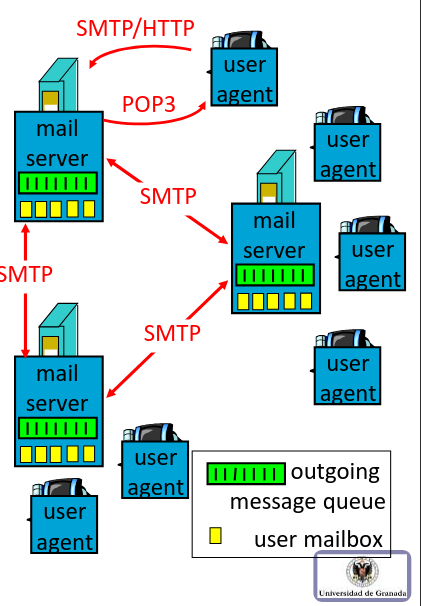 SMTP/HTTP
user
agent
POP3
mail
server
user
agent
SMTP
mail
server
user
agent
SMTP
SMTP
mail
server
user
agent
user
agent
user
agent
outgoing
message queue
user mailbox
Universidad de Granada